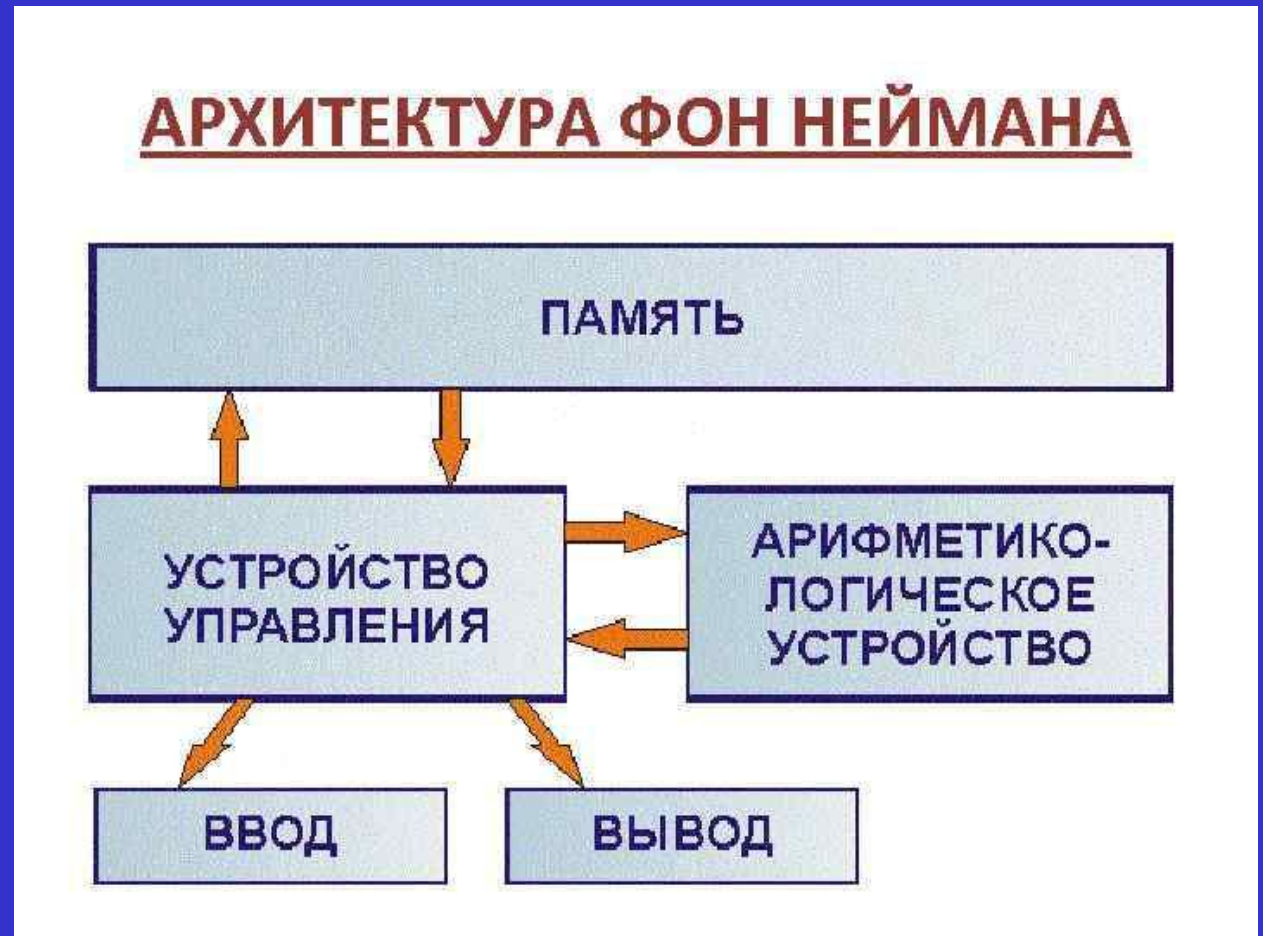 АРХИТЕКТУРА ФОН НЕЙМАНА
ПАМЯТЬ
УСТРОЙСТВО
УПРАВЛЕНИЯ
АРИФМЕТИКО-
ЛОГИЧЕСКОЕ
УСТРОЙСТВО
ВВОД
ВЫВОД